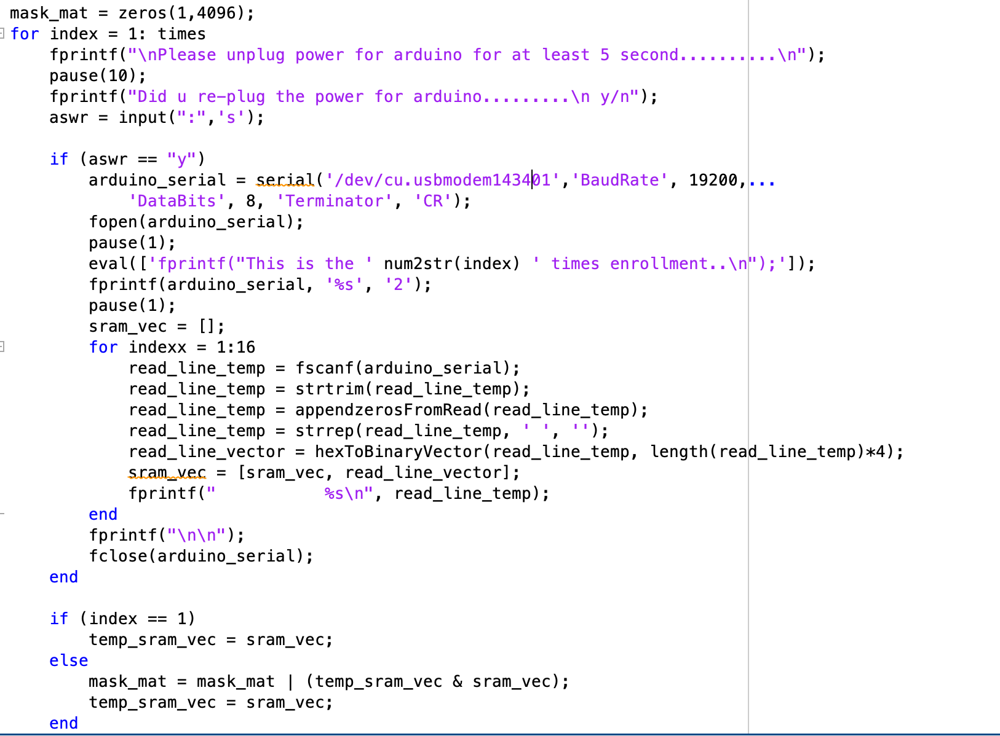 mask_mat = zeros(1,4096);
for index = 1: times
    fprintf("\nPlease unplug power for arduino for at least 5 second..........\n");
    pause(10);
    fprintf("Did u re-plug the power for arduino.........\n y/n");
    aswr = input(":",'s');

    if (aswr == "y")
        arduino_serial = serial('/dev/cu.usbmodem143401','BaudRate', 19200,...
            'DataBits', 8, 'Terminator', 'CR');
        fopen(arduino_serial);
        pause(1);
        eval(['fprintf("This is the ' num2str(index) ' times enrollment..\n");']);
        fprintf(arduino_serial, '%s', '2');
        pause(1);
        sram_vec = [];
        for indexx = 1:16
            read_line_temp = fscanf(arduino_serial);
            read_line_temp = strtrim(read_line_temp);
            read_line_temp = appendzerosFromRead(read_line_temp);
            read_line_temp = strrep(read_line_temp, ' ', '');
            read_line_vector = hexToBinaryVector(read_line_temp, length(read_line_temp)*4);
            sram_vec = [sram_vec, read_line_vector];
            fprintf("           %s\n", read_line_temp);
        end
        fprintf("\n\n");
        fclose(arduino_serial);
    end

    if (index == 1)
        temp_sram_vec = sram_vec;
    else
        mask_mat = mask_mat | (temp_sram_vec & sram_vec);
        temp_sram_vec = sram_vec;
    end